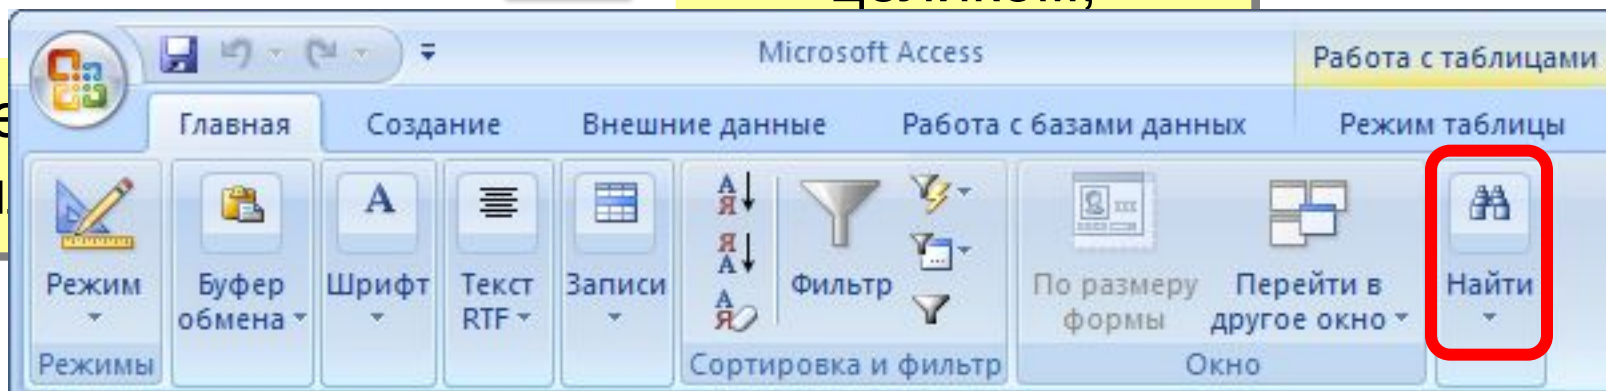 Microsoft Access
Работа с таблицами
Главная
Создание
Внешние данные
Работа с базами данных
Режим таблицы
Режим
Буфер
обмена
Шрифт
Текст
RTF
Записи
Фильтр
По размеру
формы
Перейти в
другое окно
Найти
Режимы
Сортировка и фильтр
Окно